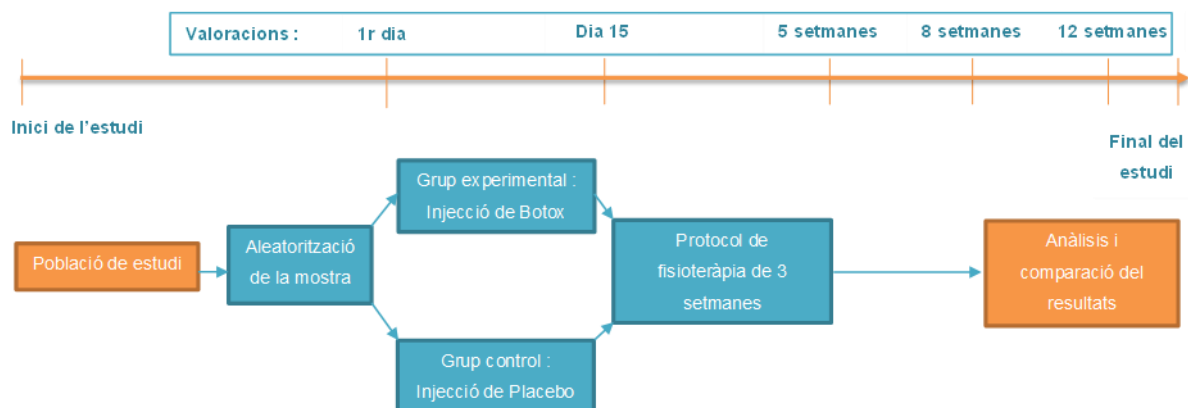 Valoracions : 1r dia Dia 15 5 setmanes 8 setmanes 12 setmanes
Inici de l'estudi
Final del
estudi
Grup experimental :
Injecció de Botox
Població de estudi
Aleatorització
de la mostra
Protocol de
fisioteràpia de 3
setmanes
Anàlisis i
comparació del
resultats
Grup control :
Injecció de Placebo